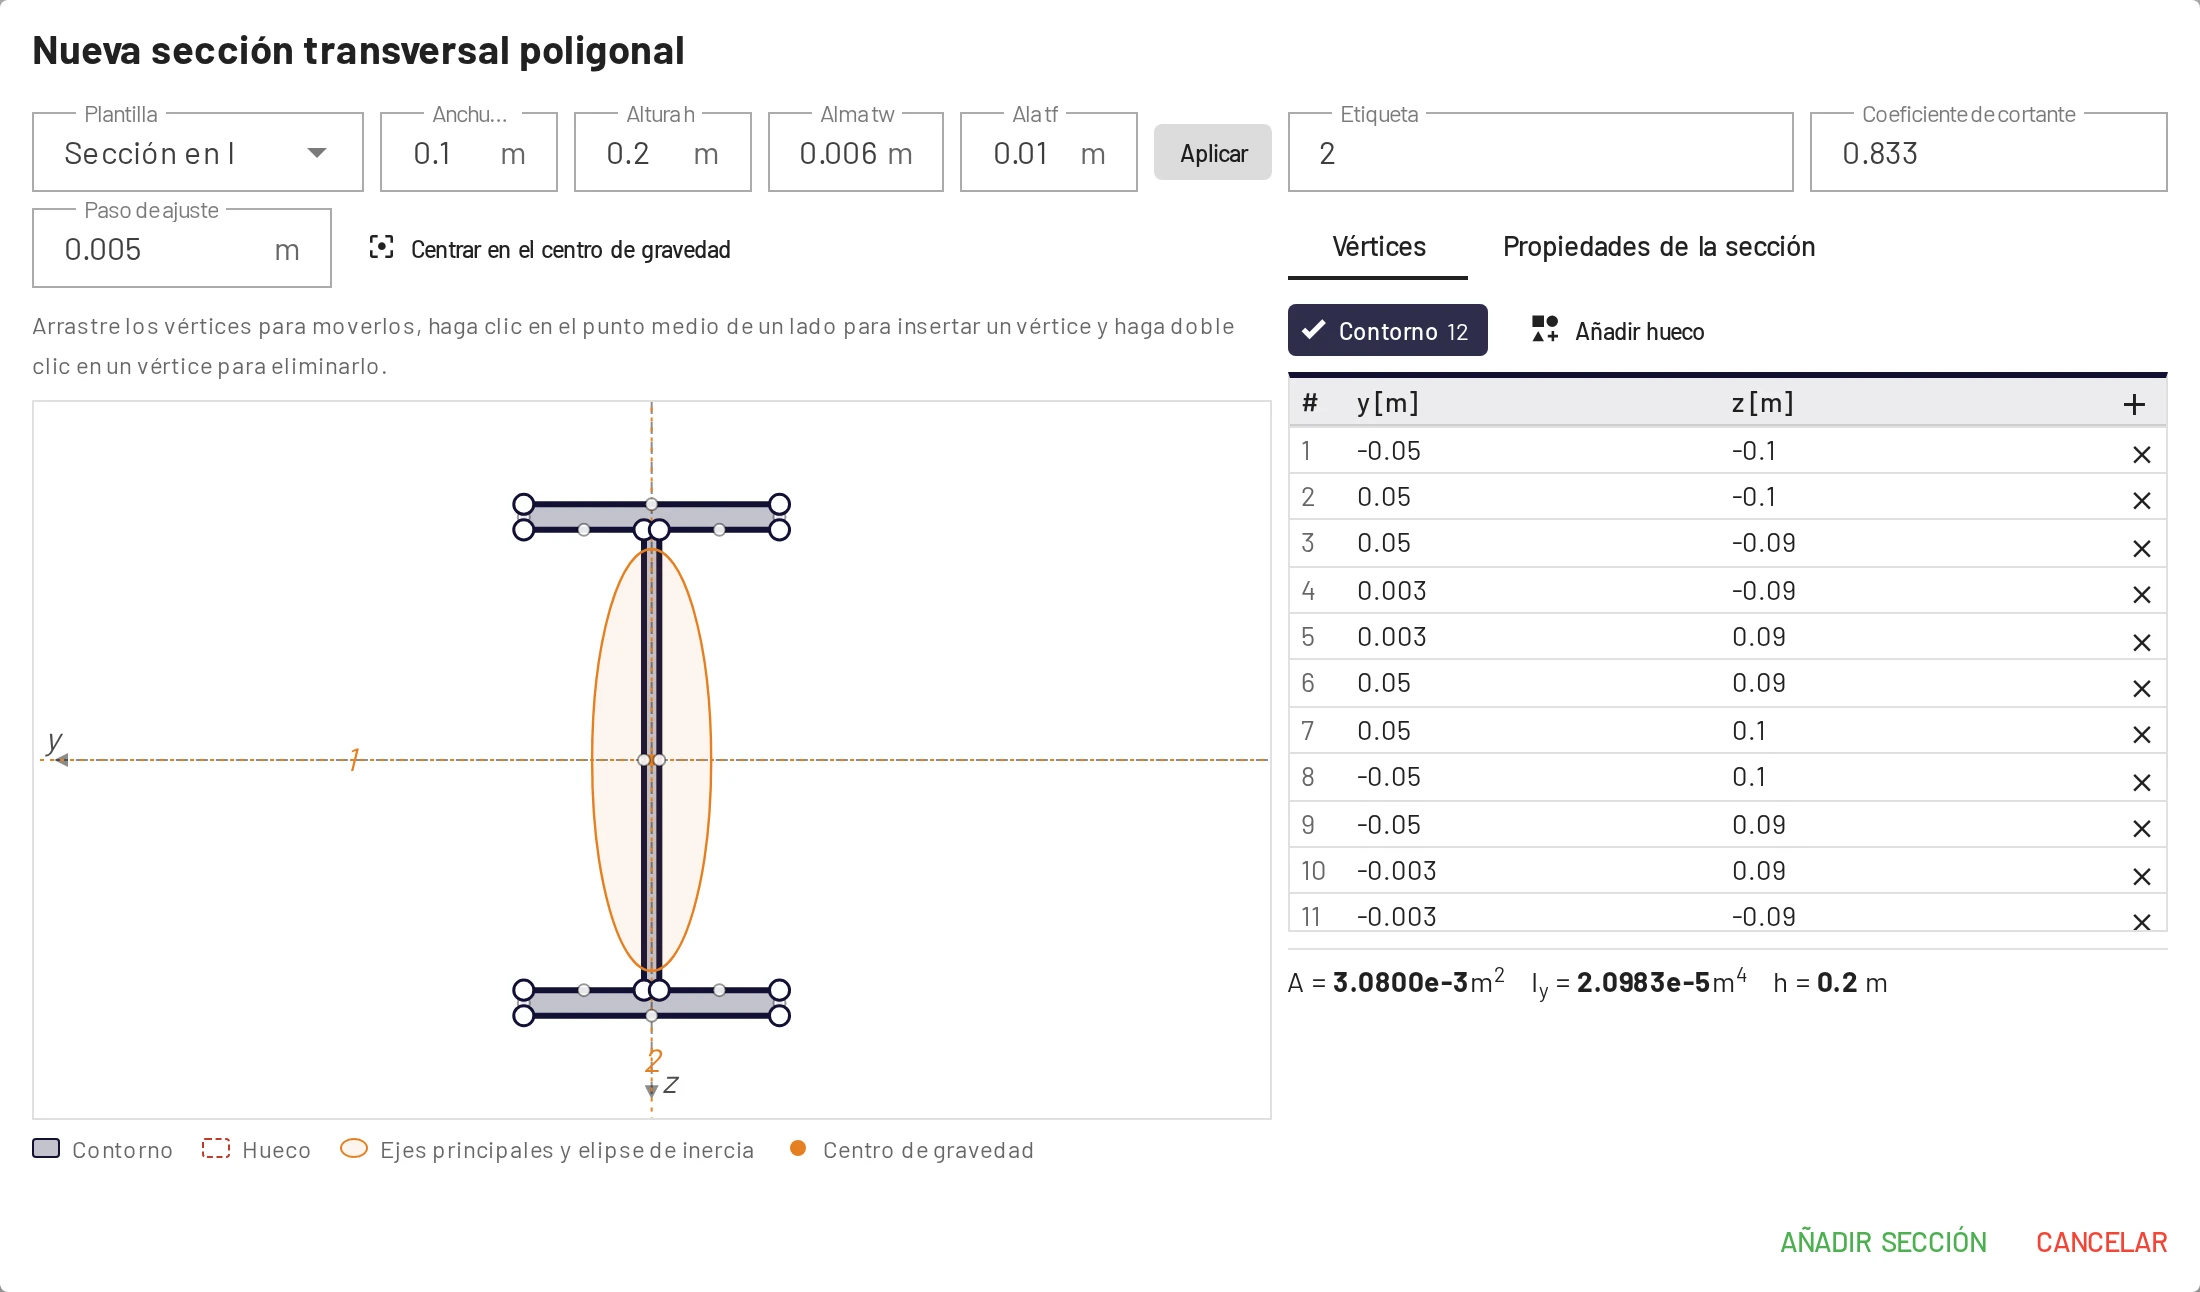 Nueva sección transversal poligonal
Plantilla
Sección en I
Anchu...
0.1 m
Altura h
0.2 m
Alma tw
0.006 m
Ala tf
0.01 m
Aplicar
Etiqueta
2
Coeficiente de cortante
0.833
Paso de ajuste
0.005 m
Centrar en el centro de gravedad
Arrastre los vértices para moverlos, haga clic en el punto medio de un lado para insertar un vértice y haga doble
clic en un vértice para eliminarlo.
y
1
2
z
Contorno
Hueco
Ejes principales y elipse de inercia
Centro de gravedad
Vértices
Propiedades de la sección
Contorno 12
Añadir hueco
# y [m] z [m]
1 -0.05 -0.1
2 0.05 -0.1
3 0.05 -0.09
4 0.003 -0.09
5 0.003 0.09
6 0.05 0.09
7 0.05 0.1
8 -0.05 0.1
9 -0.05 0.09
10 -0.003 0.09
11 -0.003 -0.09
A = 3.0800e-3m² Iy = 2.0983e-5m⁴ h = 0.2 m
AÑADIR SECCIÓN
CANCELAR